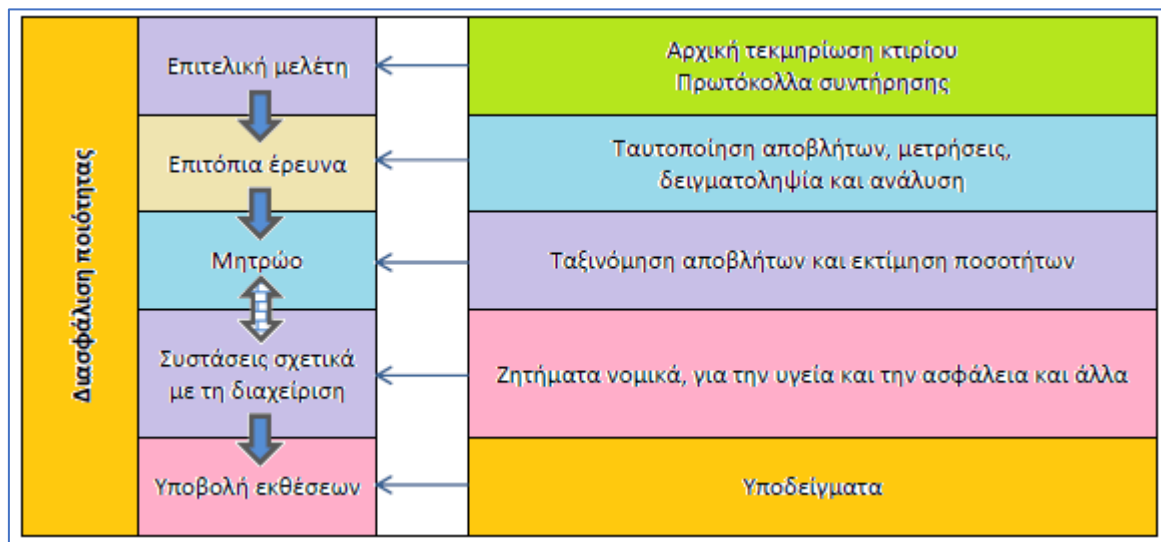 Διασφάλιση ποιότητας
Επιτελική μελέτη
Αρχική τεκμηρίωση κτιρίου
Πρωτόκολλα συντήρησης
Επιτόπια έρευνα
Ταυτοποίηση αποβλήτων, μετρήσεις,
δειγματοληψία και ανάλυση
Μητρώο
Ταξινόμηση αποβλήτων και εκτίμηση ποσοτήτων
Συστάσεις σχετικά
με τη διαχείριση
Ζητήματα νομικά, για την υγεία και την ασφάλεια και άλλα
Υποβολή εκθέσεων
Υποδείγματα